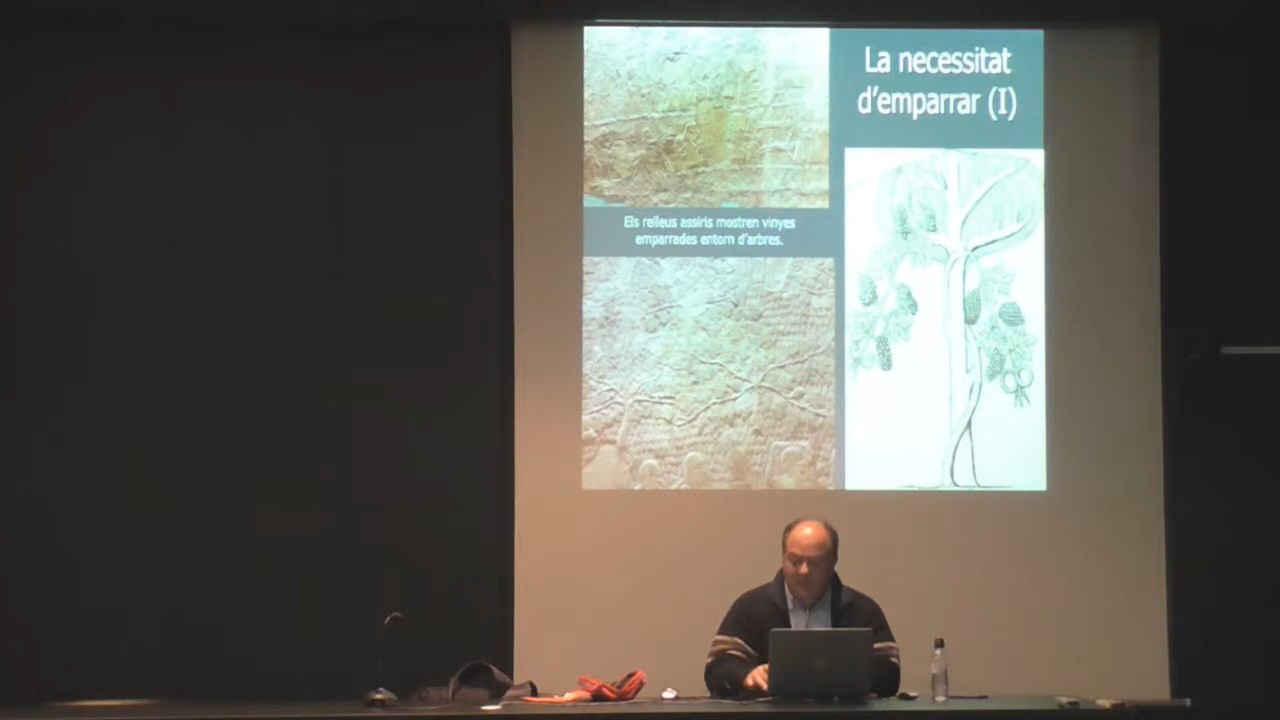 La necessitat
d'emparrar (I)
Els relleus assiris mostren vinyes
emparrades entorn d'arbres.